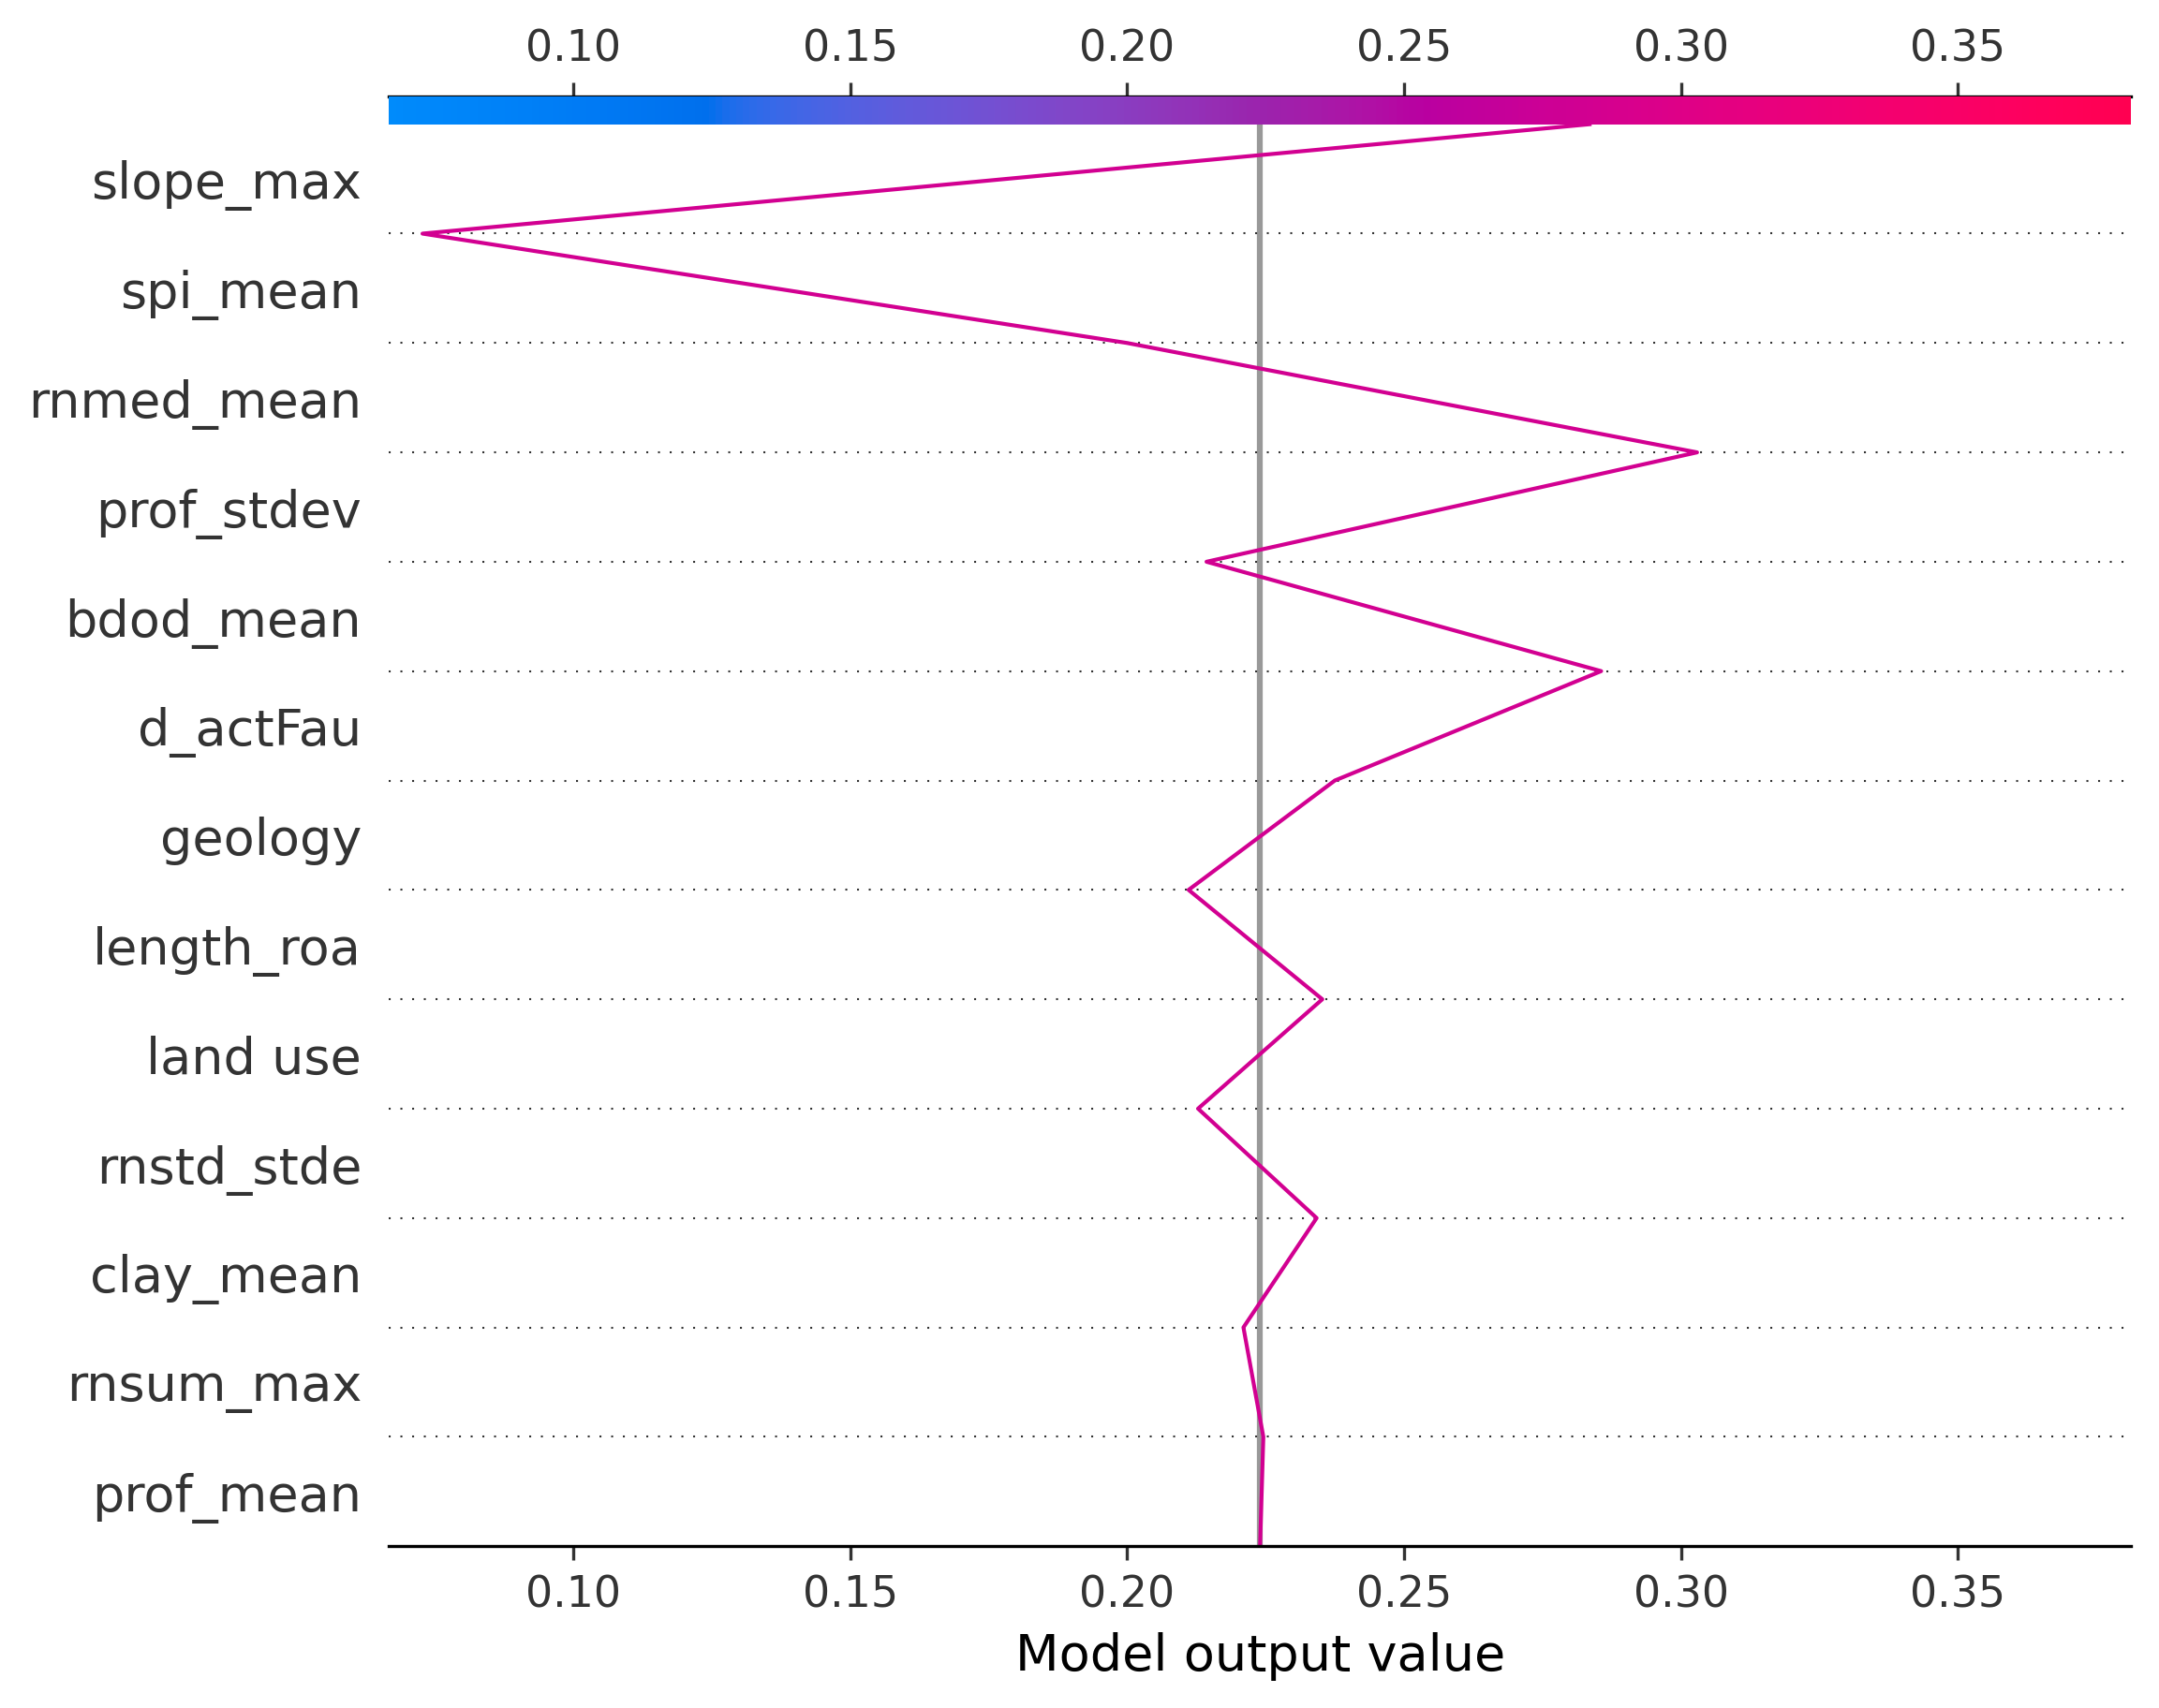 0.10 0.15 0.20 0.25 0.30 0.35
slope_max
spi_mean
rnmed_mean
prof_stdev
bdod_mean
d_actFau
geology
length_roa
land use
rnstd_stde
clay_mean
rnsum_max
prof_mean
0.10 0.15 0.20 0.25 0.30 0.35
Model output value